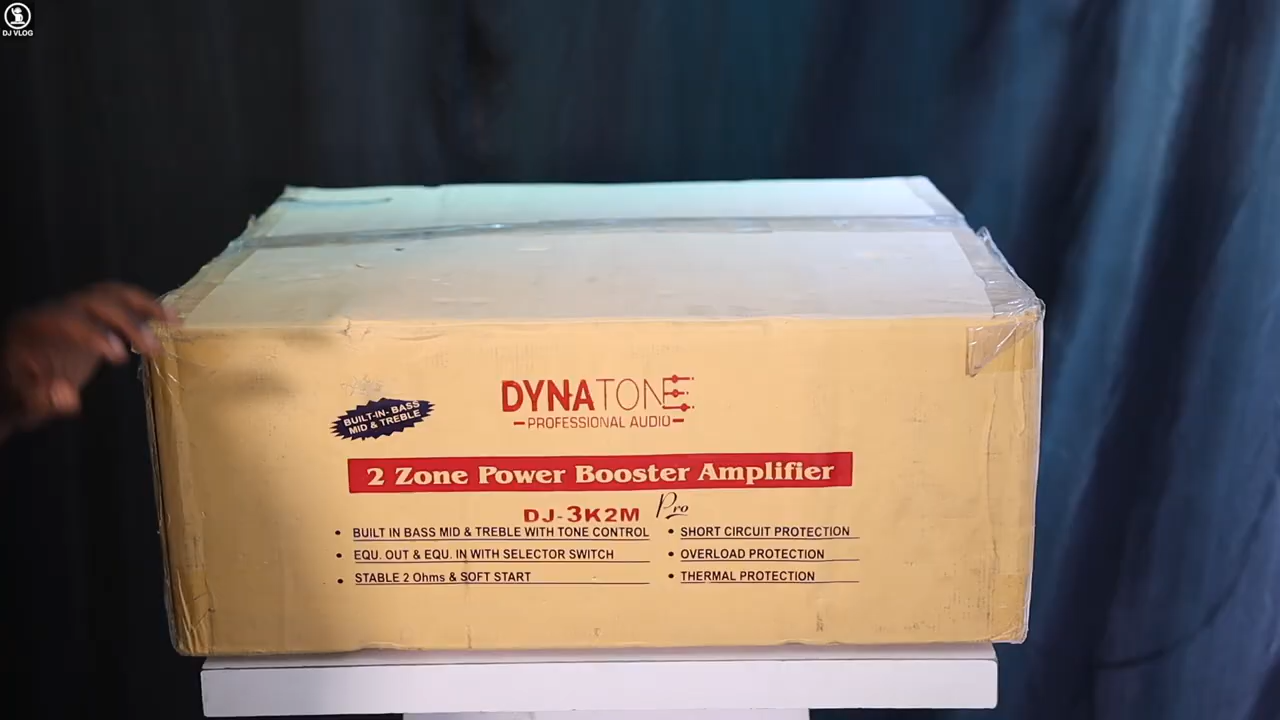 DJ VLOG
BUILT-IN-BASS
MID & TREBLE
DYNATONE
PROFESSIONAL AUDIO
2 Zone Power Booster Amplifier
DJ-3K2M Pro
• BUILT IN BASS MID & TREBLE WITH TONE CONTROL
• EQU. OUT & EQU. IN WITH SELECTOR SWITCH
• STABLE 2 Ohms & SOFT START
• SHORT CIRCUIT PROTECTION
• OVERLOAD PROTECTION
• THERMAL PROTECTION